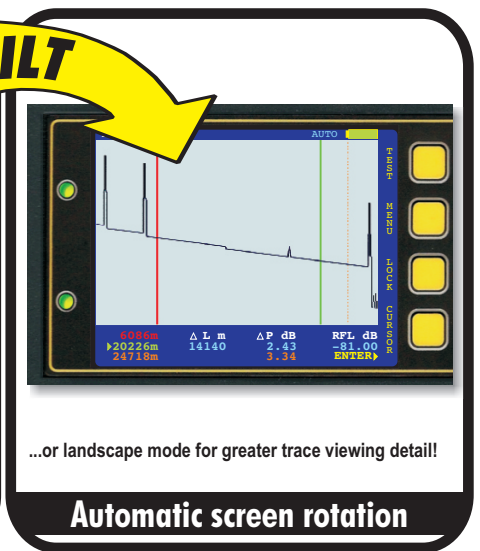 ILT
AUTO
TEST
MENU
LOCK
CURSOR
6086m Δ L m ΔP dB RFL dB
20226m 14140 2.43 -81.00
24718m 3.34 ENTER
...or landscape mode for greater trace viewing detail!
Automatic screen rotation